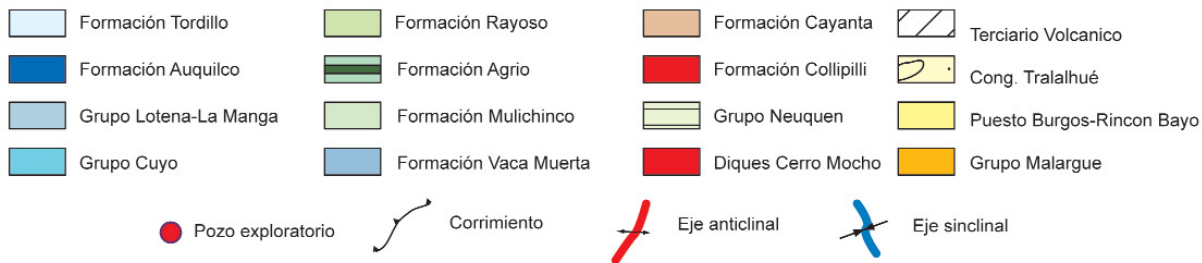 Formación Tordillo
Formación Rayoso
Formación Cayanta
Terciario Volcanico
Formación Auquilco
Formación Agrio
Formación Collipilli
Cong. Tralalhué
Grupo Lotena-La Manga
Formación Mulichinco
Grupo Neuquen
Puesto Burgos-Rincon Bayo
Grupo Cuyo
Formación Vaca Muerta
Diques Cerro Mocho
Grupo Malargue
Pozo exploratorio
Corrimiento
Eje anticlinal
Eje sinclinal